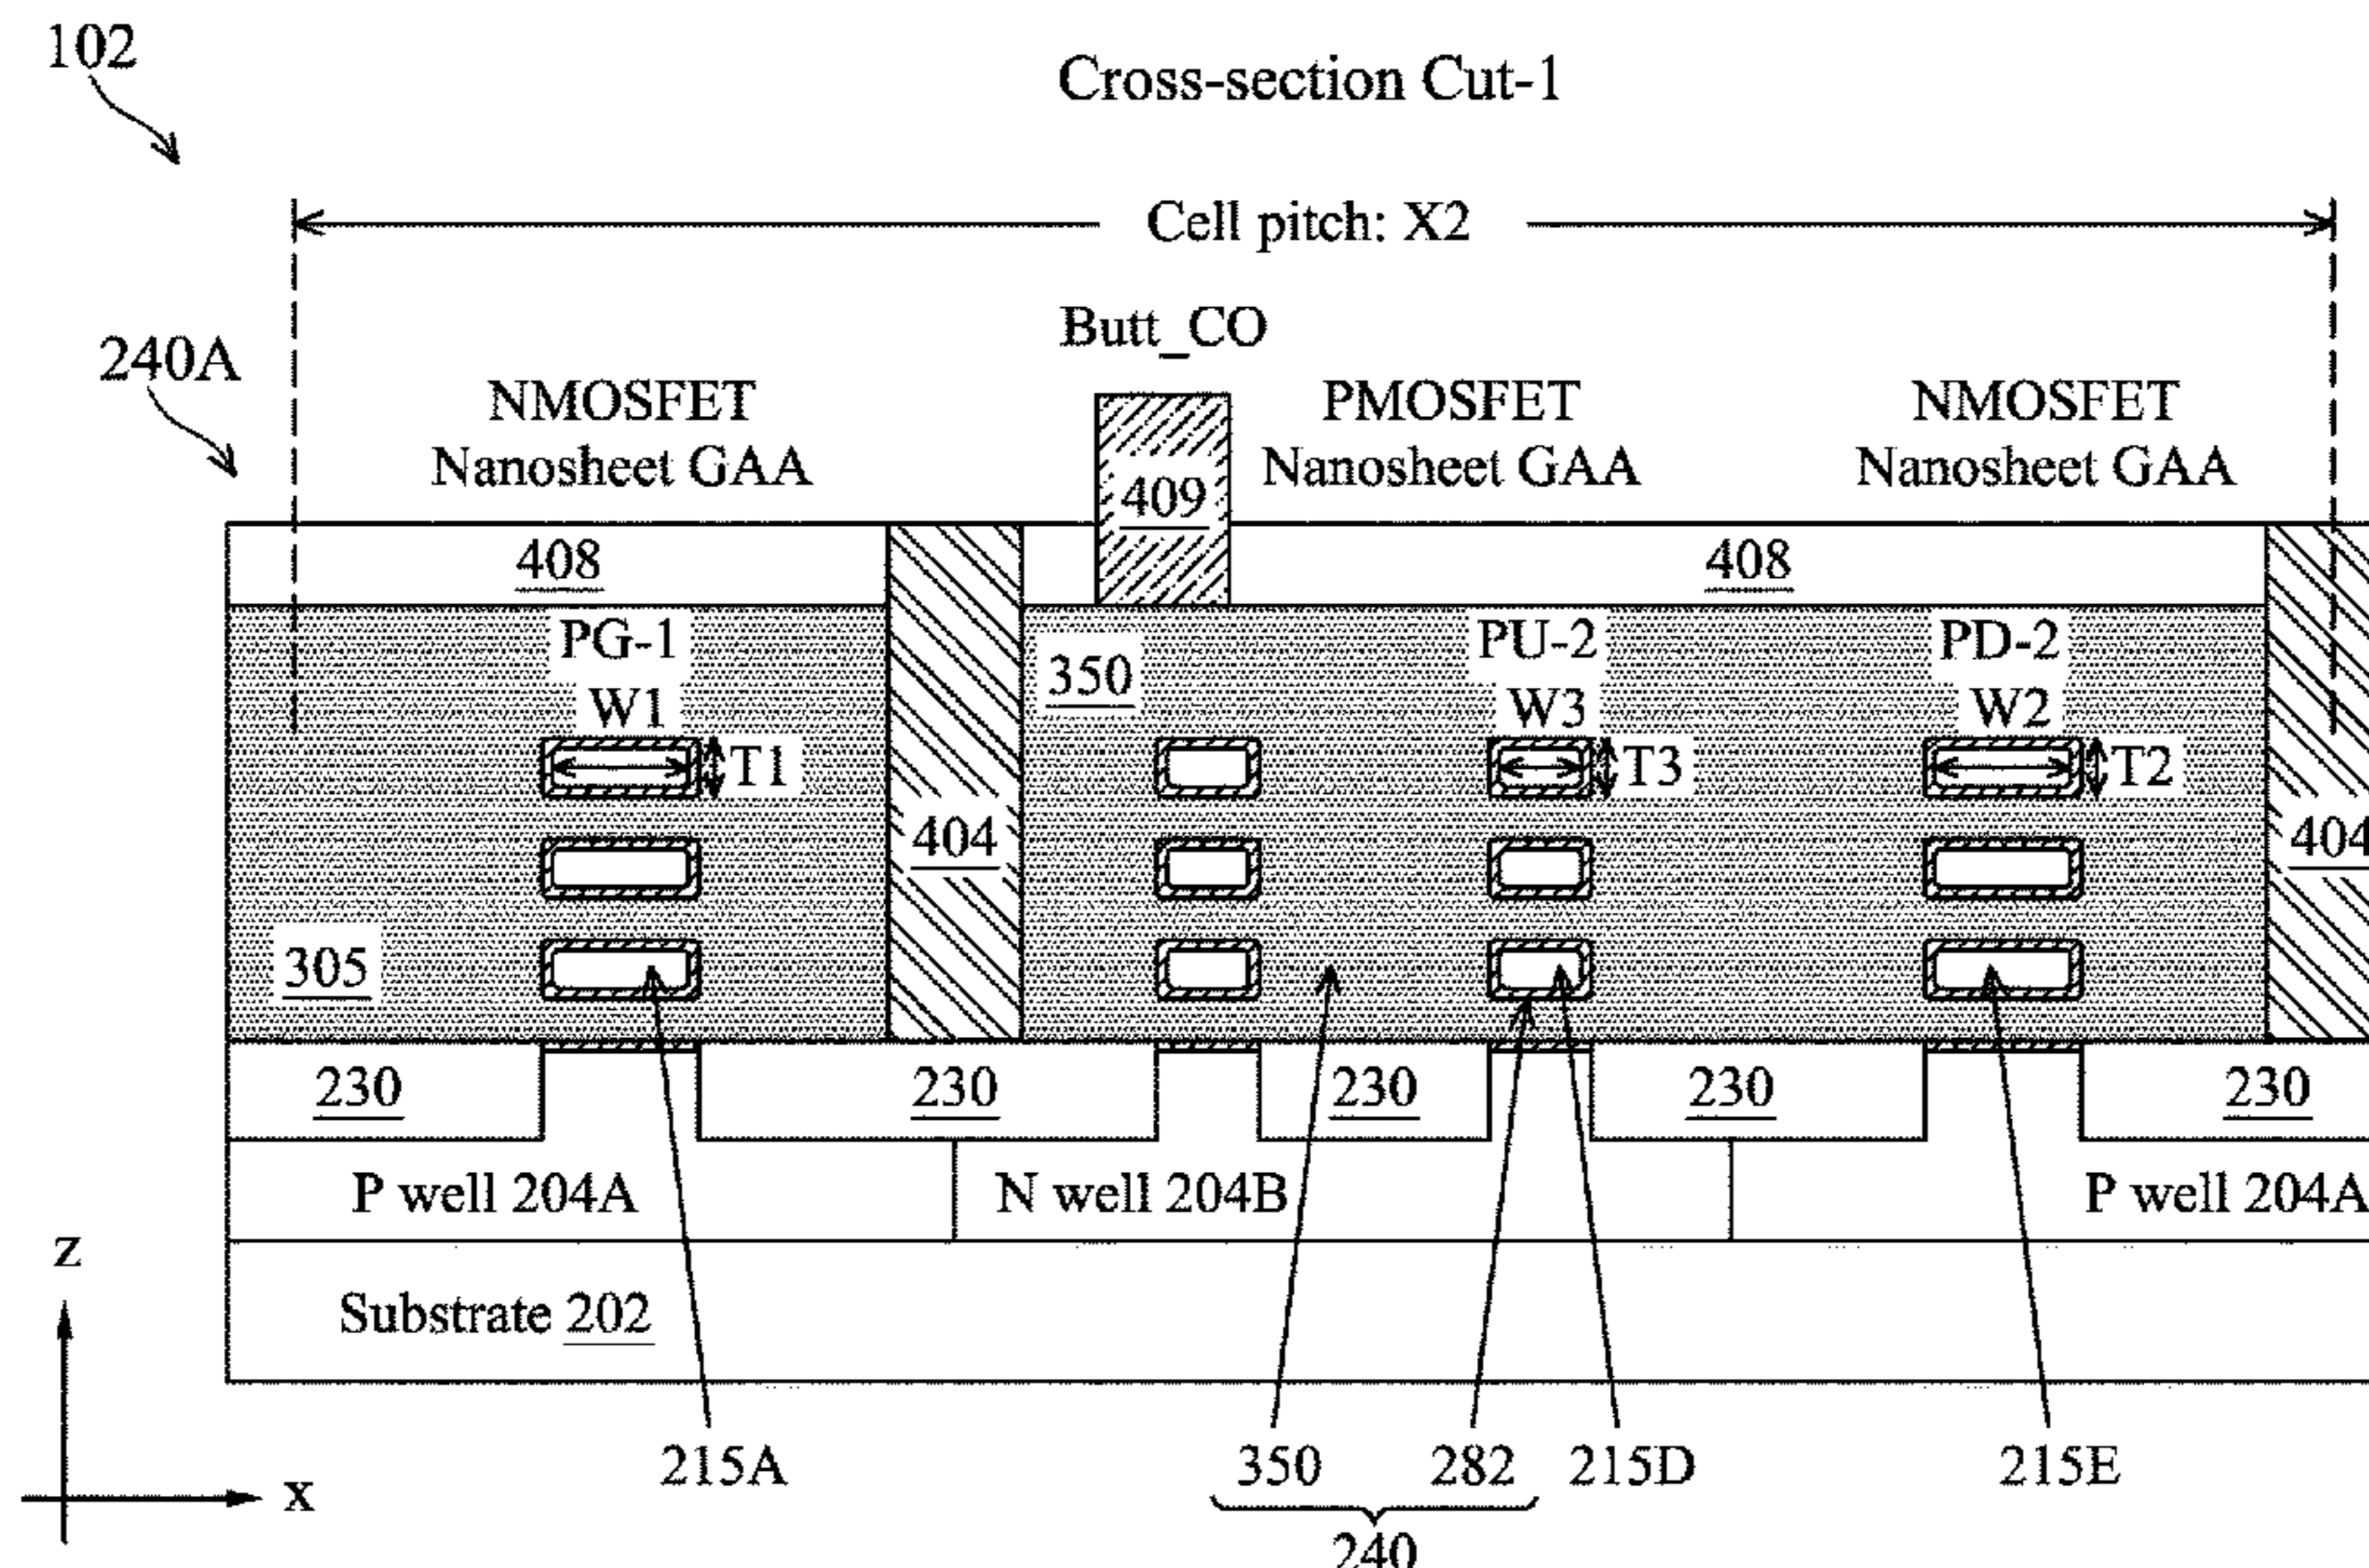 102
Cross-section Cut-1
Cell pitch: X2
Butt_CO
240A
NMOSFET
Nanosheet GAA
PMOSFET
Nanosheet GAA
NMOSFET
Nanosheet GAA
409
408
408
PG-1
W1
T1
350
PU-2
W3
T3
PD-2
W2
T2
404
404
305
230
230
230
230
230
P well 204A
N well 204B
P well 204A
Substrate 202
z
x
215A
350
282
215D
215E
240